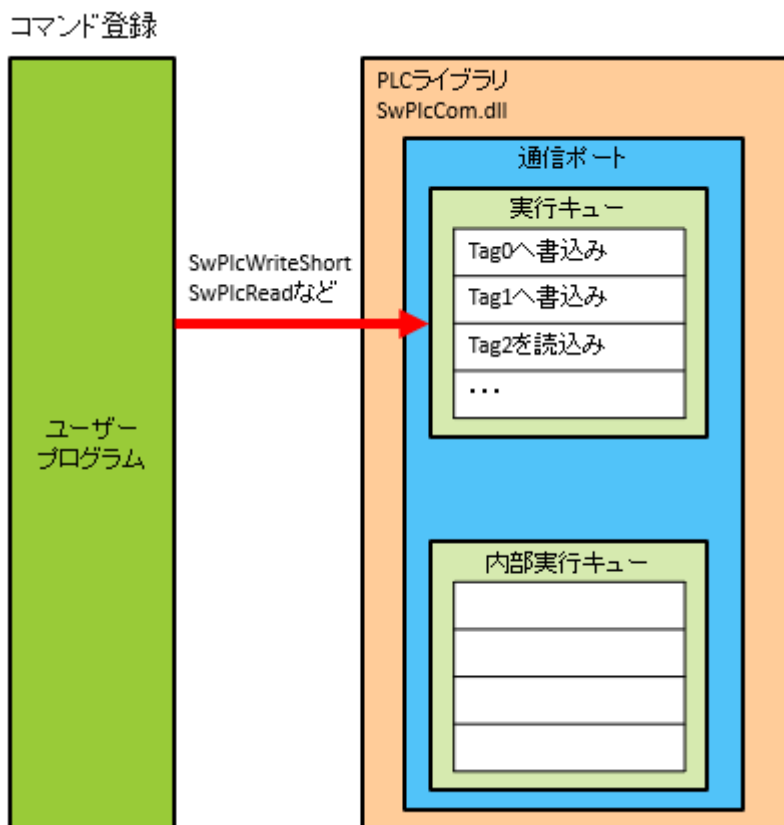 コマンド登録
PLCライブラリ
SwPlcCom.dll
通信ポート
実行キュー
Tag0へ書込み
Tag1へ書込み
Tag2を読込み
・・・
SwPlcWriteShort
SwPlcReadなど
ユーザー
プログラム
内部実行キュー